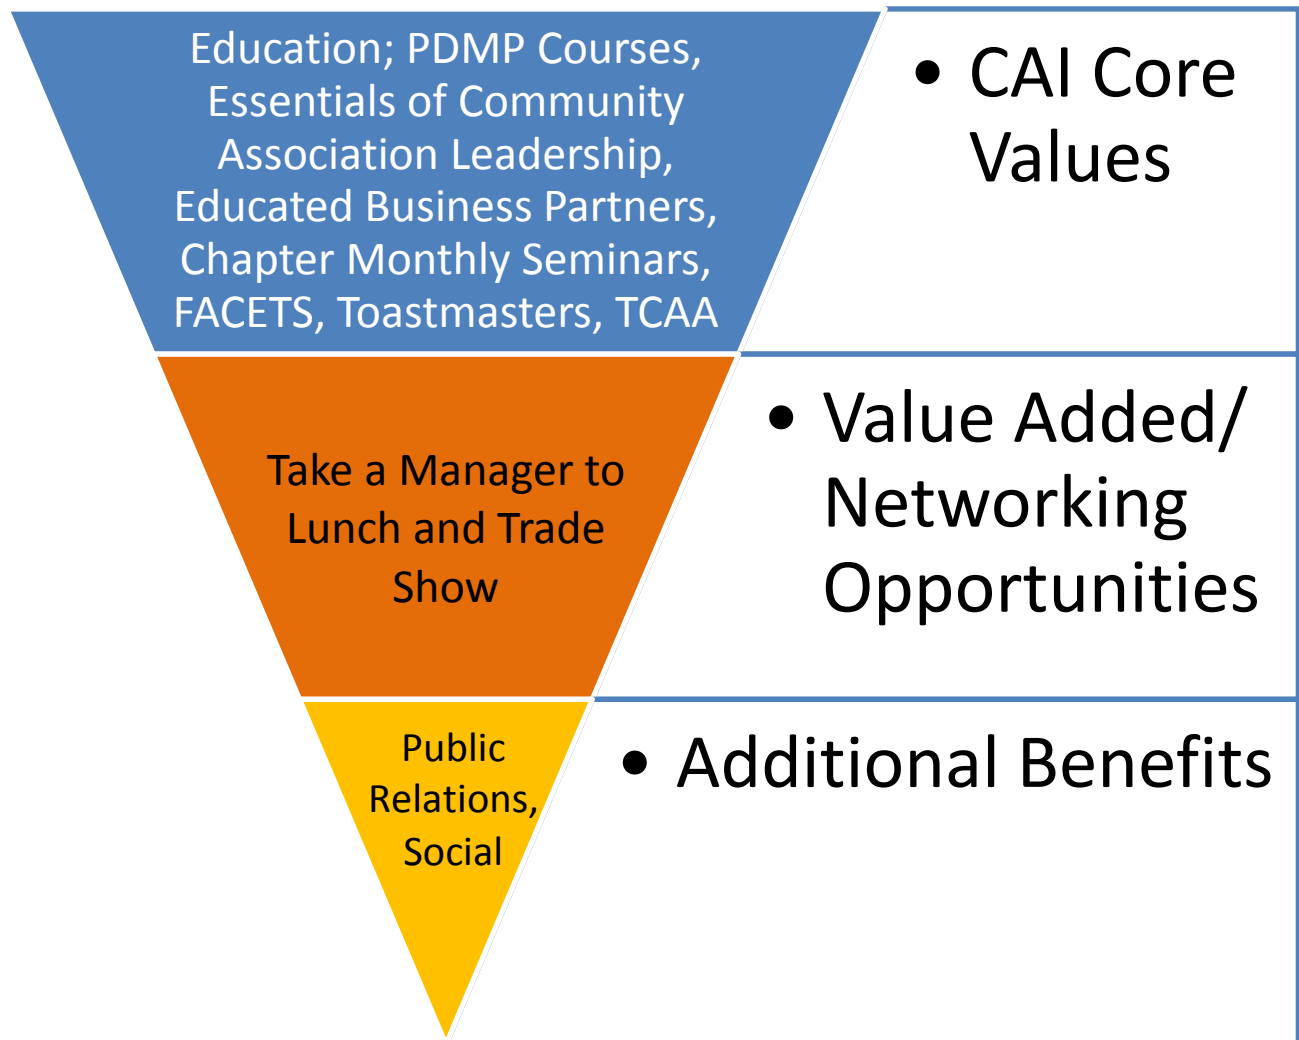 Education; PDMP Courses,
Essentials of Community
Association Leadership,
Educated Business Partners,
Chapter Monthly Seminars,
FACETS, Toastmasters, TCAA
• CAI Core
Values
Take a Manager to
Lunch and Trade
Show
• Value Added/
Networking
Opportunities
Public
Relations,
Social
• Additional Benefits